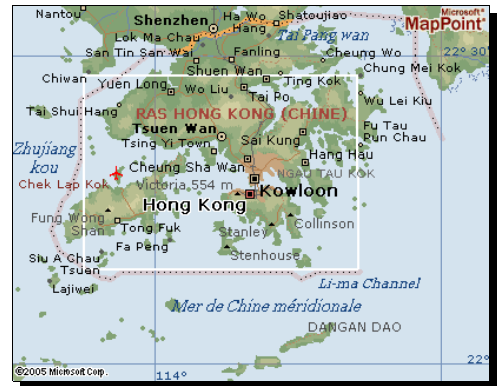 Nantou
Shenzhen
Ha Wo
Shatoujiao
Microsoft®
MapPoint®
Hang
Lok Ma Chau
Tai Pang wan
San Tin
San Wai
Fanling
Cheung Wo
22° 30'
Shuen Wan
Chung Mei Kok
Chiwan
Yuen Long
Ting Kok
Wo Liu
Tai Po
Wu Lei Kiu
Tai Shui Hang
RAS HONG KONG (CHINE)
Tsuen Wan
Fu Tau
Pun Chau
Tsing Yi Town
Sai Kung
Zhujiang
kou
Hang Hau
Cheung Sha Wan
NGAU TAU KOK
Chek Lap Kok
Victoria,554 m
Kowloon
Hong Kong
Fung Wong
Shan
Tong Fuk
Stanley
Collinson
Fa Peng
Siu A Chau
Stenhouse
Tsuen
Lajiwei
Li-ma Channel
Mer de Chine méridionale
DANGAN DAO
22°
114°
©2005 Microsoft Corp.